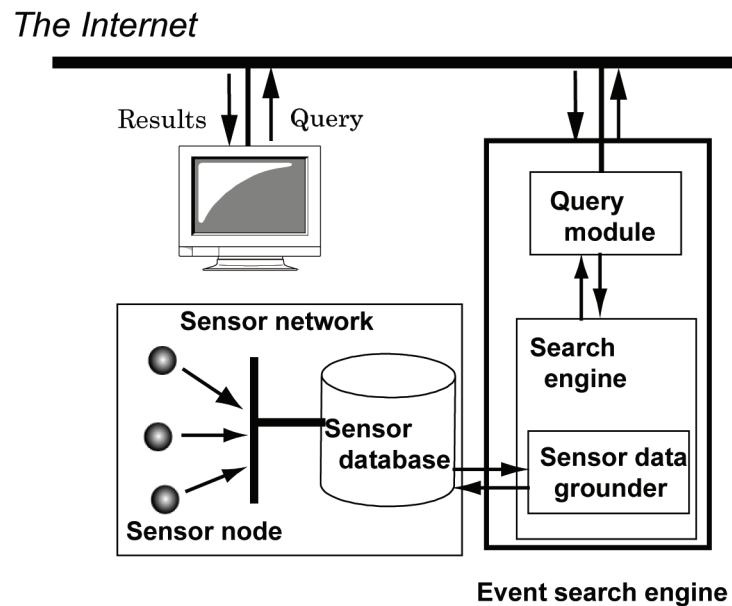 The Internet
Results
Query
Query
module
Sensor network
Search
engine
Sensor
database
Sensor data
grounder
Sensor node
Event search engine